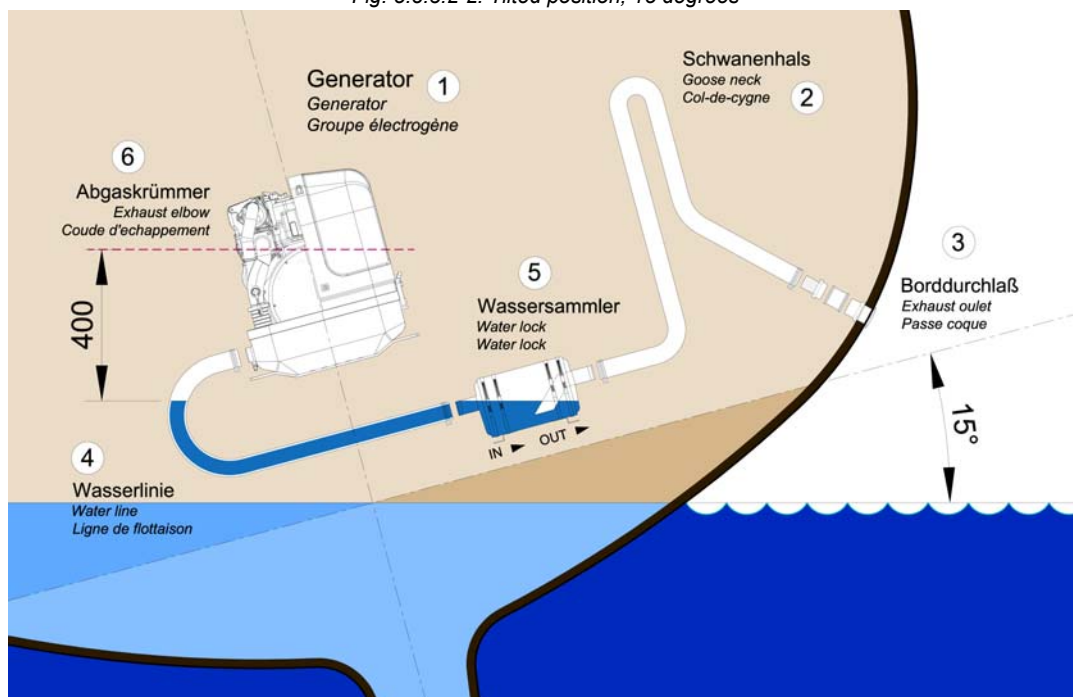 Fig. 3.3.3.2-2: Tilted position, 15 degrees
Generator
Generator
Groupe électrogène
1
Schwanenhals
Goose neck
Col-de-cygne
2
6
Abgaskrümmer
Exhaust elbow
Coude d'echappement
400
5
Wassersammler
Water lock
Water lock
3
Borddurchlaß
Exhaust oulet
Passe coque
IN
OUT
15°
4
Wasserlinie
Water line
Ligne de flottaison